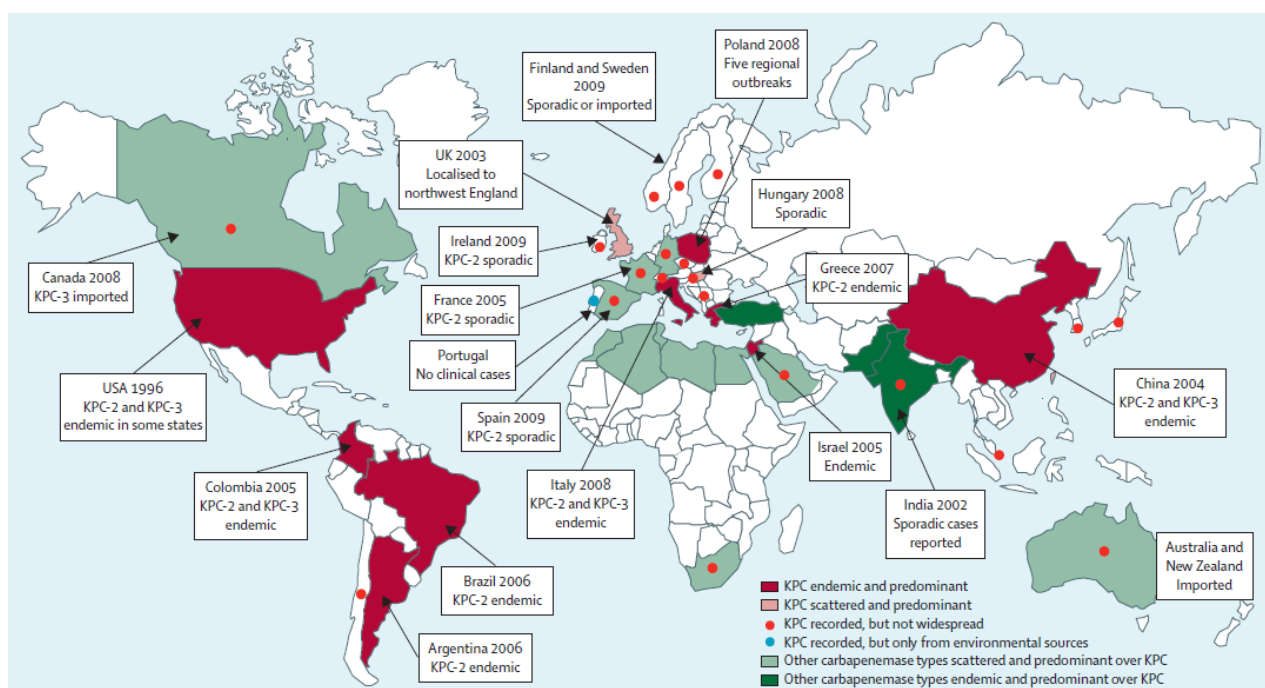 Poland 2008
Five regional
outbreaks
Finland and Sweden
2009
Sporadic or imported
UK 2003
Localised to
northwest England
Hungary 2008
Sporadic
Ireland 2009
KPC-2 sporadic
Greece 2007
KPC-2 endemic
Canada 2008
KPC-3 imported
France 2005
KPC-2 sporadic
Portugal
No clinical cases
USA 1996
KPC-2 and KPC-3
endemic in some states
China 2004
KPC-2 and KPC-3
endemic
Spain 2009
KPC-2 sporadic
Israel 2005
Endemic
Colombia 2005
KPC-2 and KPC-3
endemic
Italy 2008
KPC-2 and KPC-3
endemic
India 2002
Sporadic cases
reported
Australia and
New Zealand
Imported
Brazil 2006
KPC-2 endemic
Argentina 2006
KPC-2 endemic
KPC endemic and predominant
KPC scattered and predominant
KPC recorded, but not widespread
KPC recorded, but only from environmental sources
Other carbapenemase types scattered and predominant over KPC
Other carbapenemase types endemic and predominant over KPC